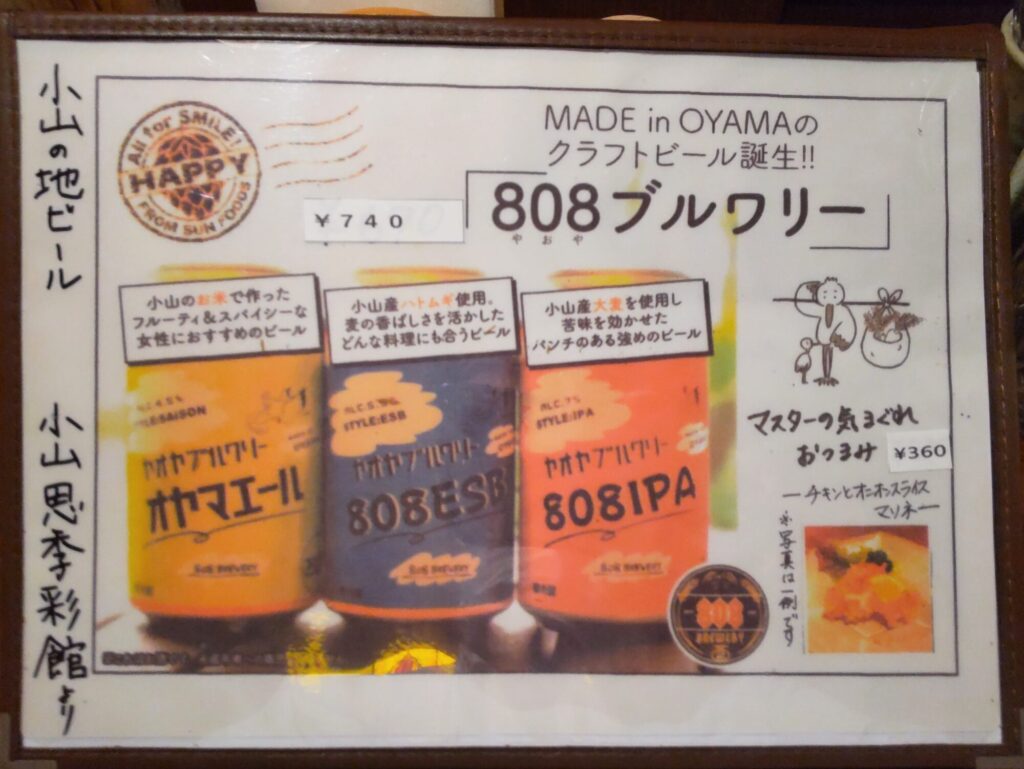 小山の地ビール
小山思季彩館より
All for SMiLE!
HAPPY
FROM SUN FOODS
MADE in OYAMAの
クラフトビール誕生!!
「808ブルワリー」
やおや
￥740
小山のお米で作った
フルーティ&スパイシーな
女性におすすめのビール
小山産ハトムギ使用。
麦の香ばしさを活かした
どんな料理にも合うビール
小山産大麦を使用し
苦味を効かせた
パンチのある強めのビール
STYLE:ESB
ALC.7%
STYLE:IPA
ヤオヤブルワリー
オヤマエール
808 BREWERY
ヤオヤブルワリー
808ESB
808 BREWERY
ヤオヤブルワリー
808IPA
808 BREWERY
808
BREWERY
マスターの気まぐれ
おつまみ ¥360
ーチキンとオニオンスライス
マリネー
※写真は一例です